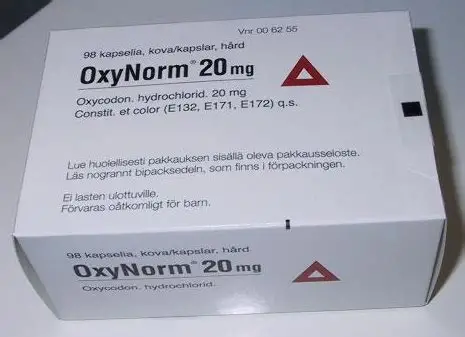 Vnr 00 62 55
98 kapselia, kova/kapslar, hård
OxyNorm® 20 mg
Oxycodon. hydrochlorid. 20 mg
Constit. et color (E132, E171, E172) q.s.
Lue huolellisesti pakkauksen sisällä oleva pakkausseloste.
Läs nogrannt bipacksedeln, som finns i förpackningen.
Ei lasten ulottuville.
Förvaras oåtkomligt för barn.
98 kapselia, kova/kapslar, hård
OxyNorm® 20 mg
Oxycodon. hydrochlorid.